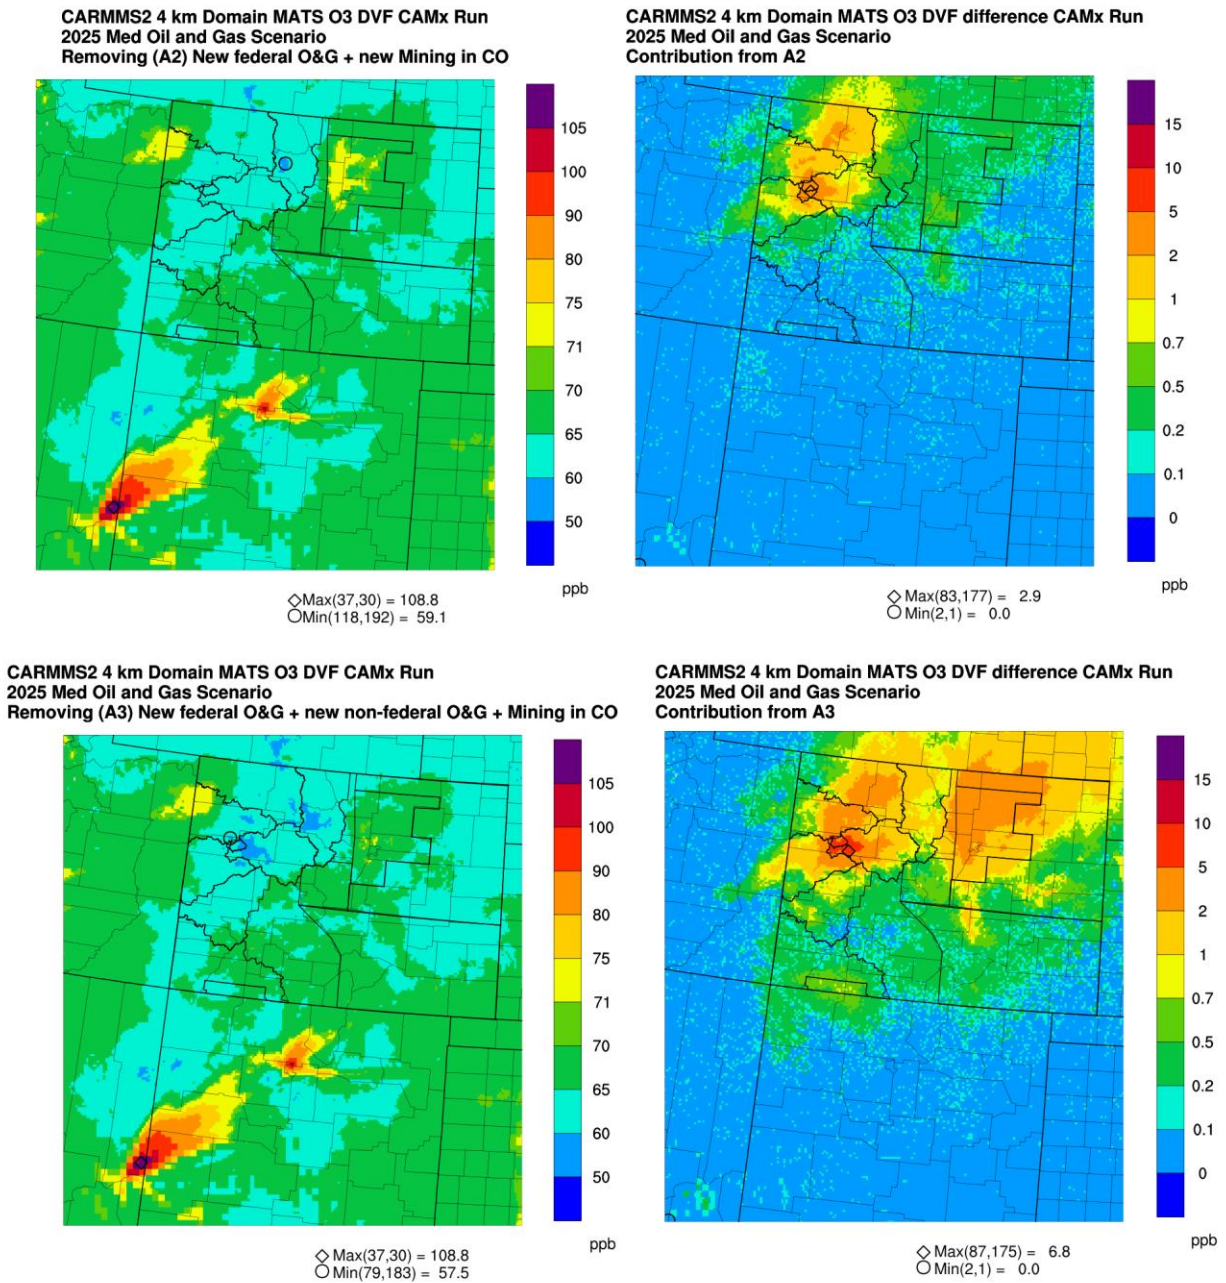 CARMMS2 4 km Domain MATS O3 DVF CAMx Run
2025 Med Oil and Gas Scenario
Removing (A2) New federal O&G + new Mining in CO
105
100
90
80
75
71
70
65
60
50
ppb
◇Max(37,30) = 108.8
○Min(118,192) = 59.1
CARMMS2 4 km Domain MATS O3 DVF difference CAMx Run
2025 Med Oil and Gas Scenario
Contribution from A2
15
10
5
2
1
0.7
0.5
0.2
0.1
0
ppb
◇Max(83,177) = 2.9
○Min(2,1) = 0.0
CARMMS2 4 km Domain MATS O3 DVF CAMx Run
2025 Med Oil and Gas Scenario
Removing (A3) New federal O&G + new non-federal O&G + Mining in CO
105
100
90
80
75
71
70
65
60
50
ppb
◇Max(37,30) = 108.8
○Min(79,183) = 57.5
CARMMS2 4 km Domain MATS O3 DVF difference CAMx Run
2025 Med Oil and Gas Scenario
Contribution from A3
15
10
5
2
1
0.7
0.5
0.2
0.1
0
ppb
◇Max(87,175) = 6.8
○Min(2,1) = 0.0